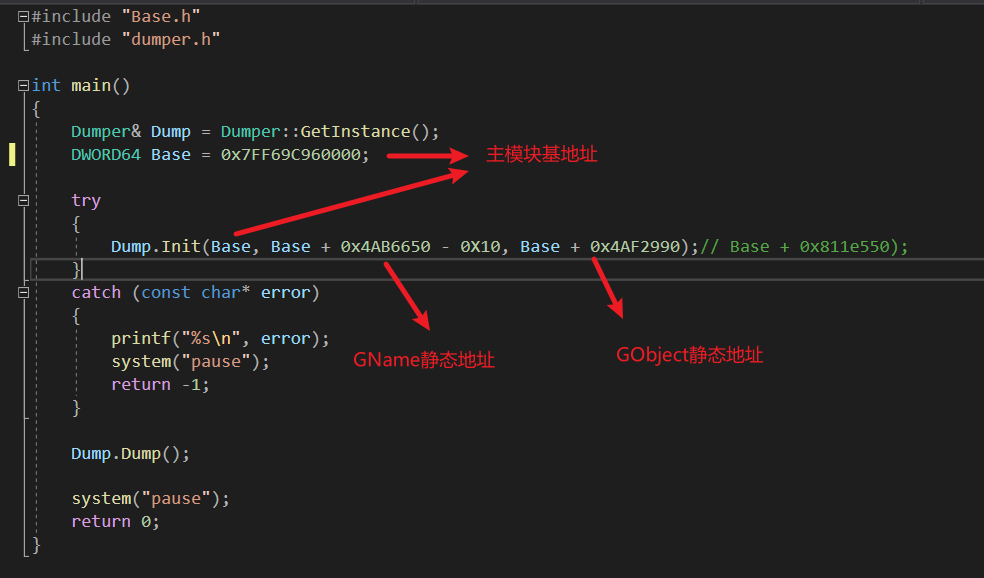 #include "Base.h"
#include "dumper.h"
int main()
{
Dumper& Dump = Dumper::GetInstance();
DWORD64 Base = 0x7FF69C960000;
主模块基地址
try
{
Dump.Init(Base, Base + 0x4AB6650 - 0X10, Base + 0x4AF2990);// Base + 0x811e550);
}
catch (const char* error)
{
printf("%s\n", error);
system("pause");
GName静态地址
GObject静态地址
return -1;
}
Dump.Dump();
system("pause");
return 0;
}